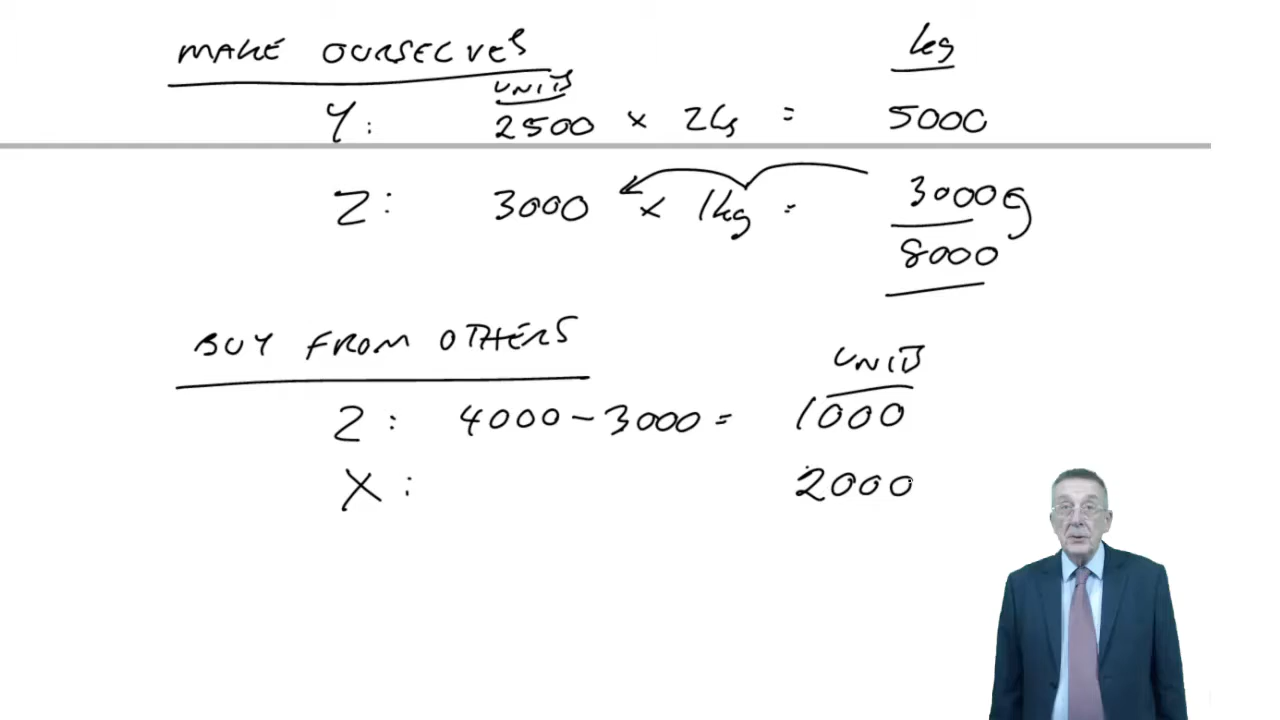 MAKE OURSELVES kg
UNITS
Y: 2500 x 2kg = 5000
Z: 3000 x 1kg = 3000
8000
BUY FROM OTHERS
UNITS
Z: 4000 - 3000 = 1000
X: 2000